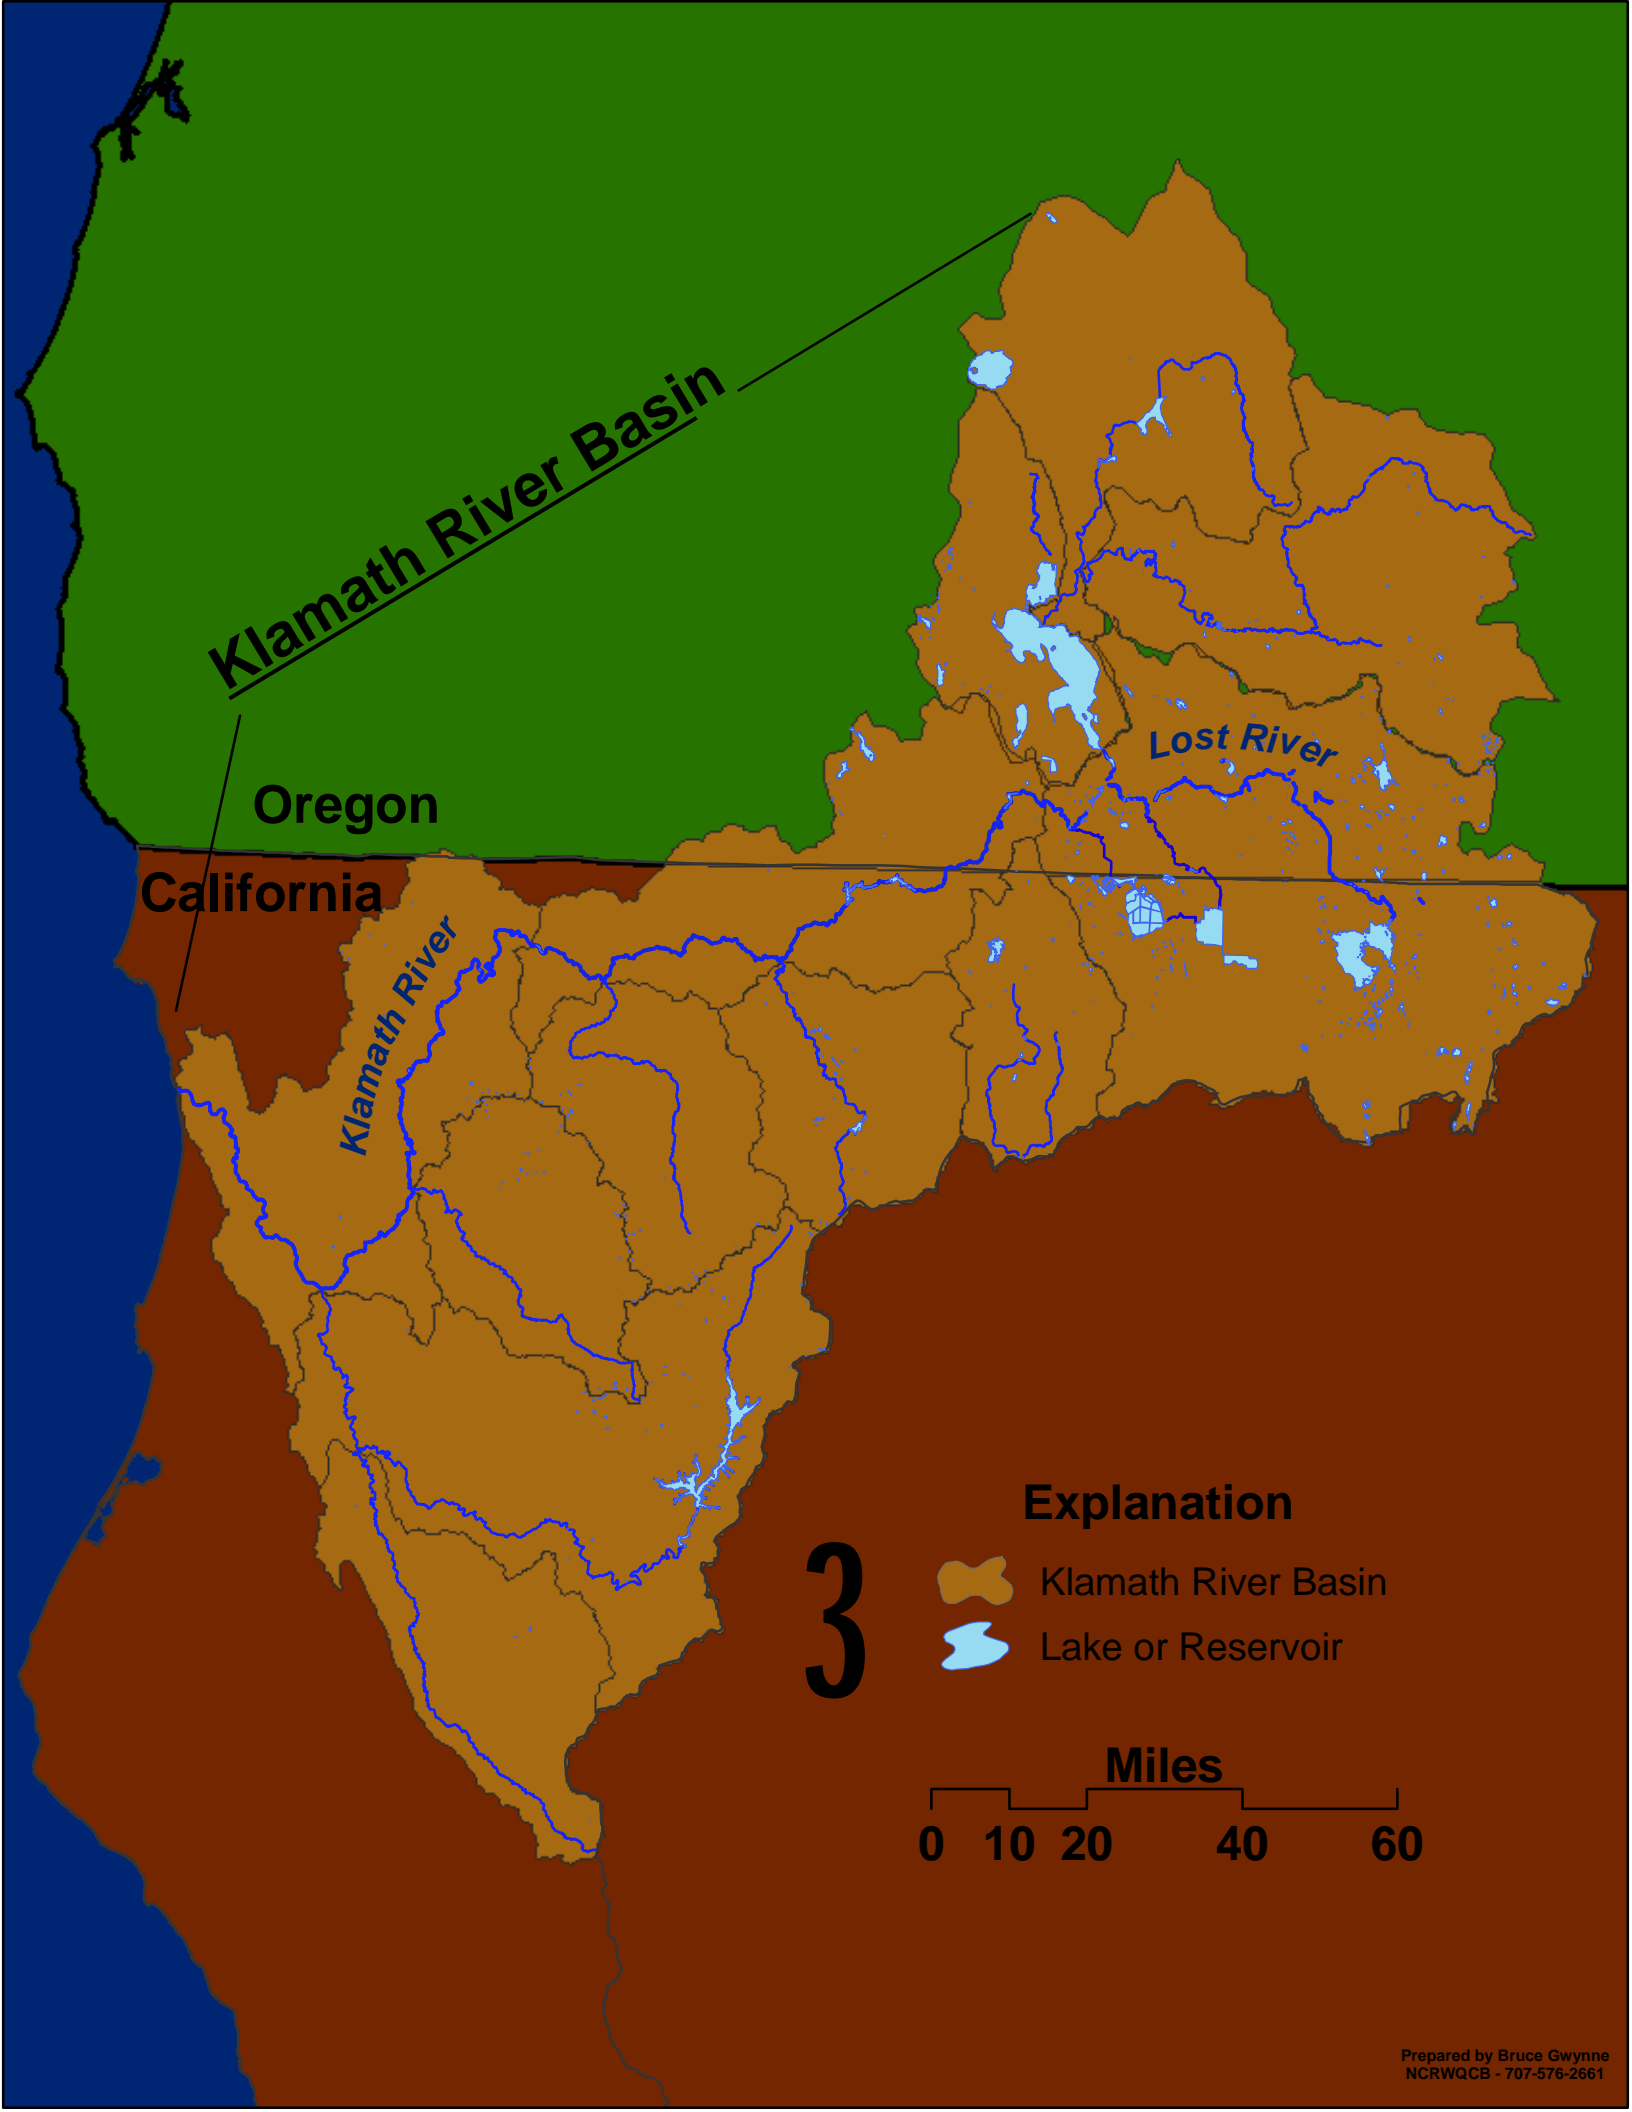 Klamath River Basin
Lost River
Oregon
California
Klamath River
Explanation
3
Klamath River Basin
Lake or Reservoir
Miles
0 10 20 40 60
Prepared by Bruce Gwynne
NCRWQCB - 707-576-2661